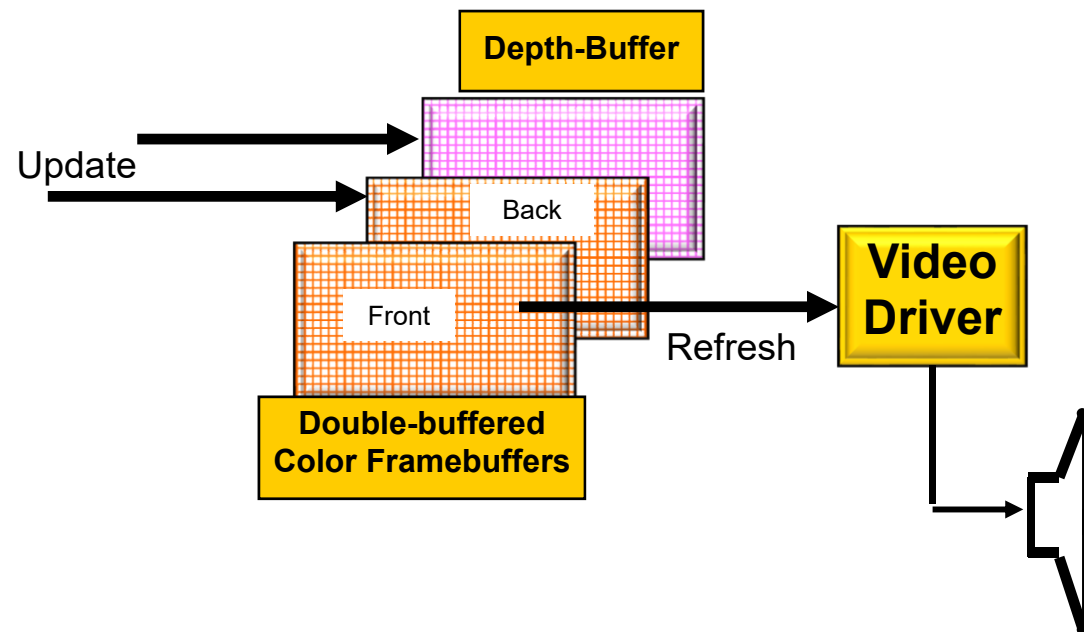 Depth-Buffer
Update
Back
Front
Video
Driver
Refresh
Double-buffered
Color Framebuffers